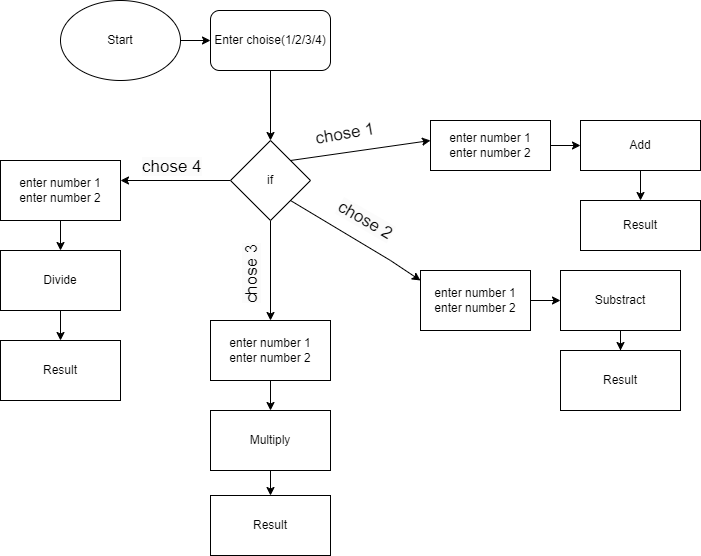 Start
Enter choise(1/2/3/4)
if
chose 1
enter number 1
enter number 2
Add
Result
chose 2
enter number 1
enter number 2
Substract
Result
chose 3
enter number 1
enter number 2
Multiply
Result
chose 4
enter number 1
enter number 2
Divide
Result